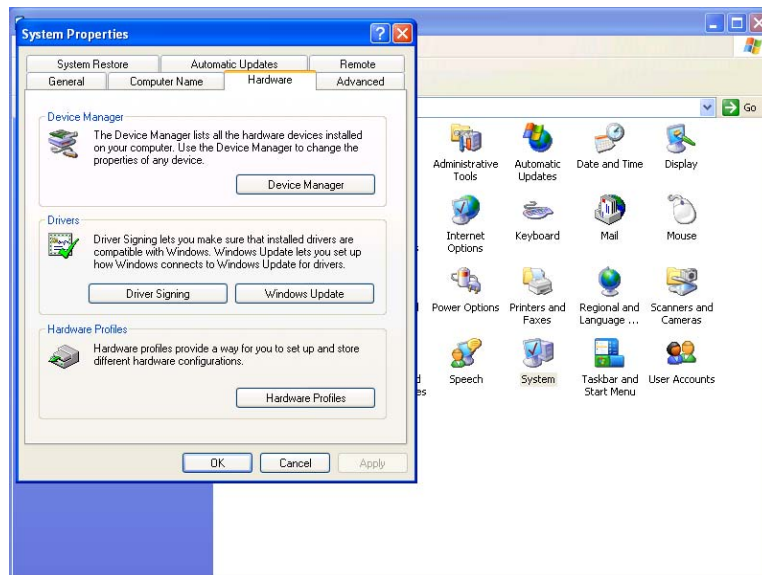 System Properties
System Restore Automatic Updates Remote
General Computer Name Hardware Advanced
Device Manager
The Device Manager lists all the hardware devices installed
on your computer. Use the Device Manager to change the
properties of any device.
Device Manager
Drivers
Driver Signing lets you make sure that installed drivers are
compatible with Windows. Windows Update lets you set up
how Windows connects to Windows Update for drivers.
Driver Signing Windows Update
Hardware Profiles
Hardware profiles provide a way for you to set up and store
different hardware configurations.
Hardware Profiles
OK Cancel Apply
Go
Administrative
Tools
Automatic
Updates
Date and Time
Display
Internet
Options
Keyboard
Mail
Mouse
Power Options
Printers and
Faxes
Regional and
Language ...
Scanners and
Cameras
Speech
System
Taskbar and
Start Menu
User Accounts